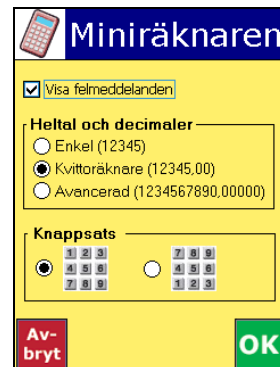 Miniräknaren
Visa felmeddelanden
Heltal och decimaler
Enkel (12345)
Kvittoräknare (12345,00)
Avancerad (1234567890,00000)
Knappsats
1 2 3 7 8 9
4 5 6 4 5 6
7 8 9 1 2 3
Av-
bryt
OK